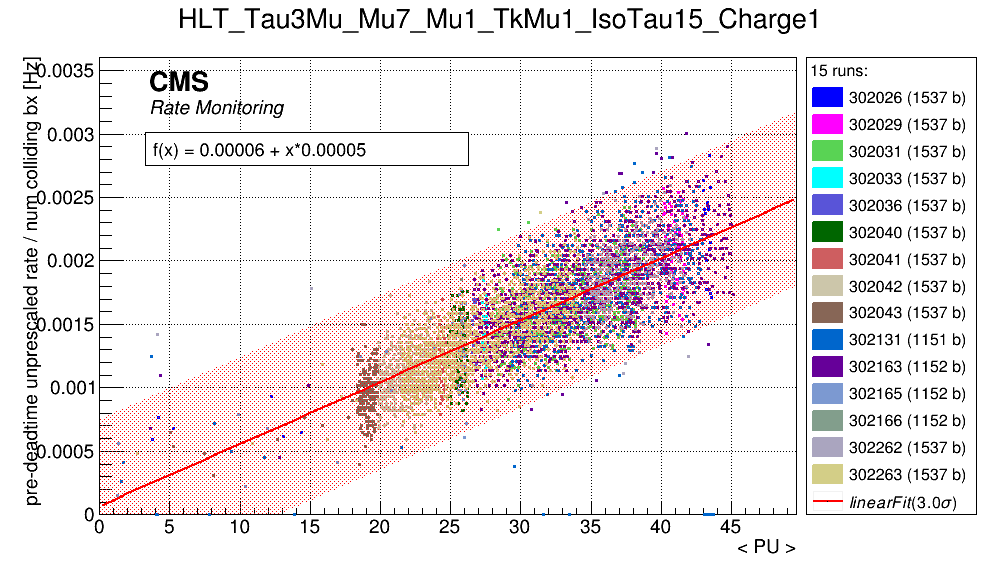 HLT_Tau3Mu_Mu7_Mu1_TkMu1_IsoTau15_Charge1
pre-deadtime unprescaled rate / num colliding bx [Hz]
0.0035
0.003
0.0025
0.002
0.0015
0.001
0.0005
0
CMS
Rate Monitoring
f(x) = 0.00006 + x*0.00005
0 5 10 15 20 25 30 35 40 45
< PU >
15 runs:
302026 (1537 b)
302029 (1537 b)
302031 (1537 b)
302033 (1537 b)
302036 (1537 b)
302040 (1537 b)
302041 (1537 b)
302042 (1537 b)
302043 (1537 b)
302131 (1151 b)
302163 (1152 b)
302165 (1152 b)
302166 (1152 b)
302262 (1537 b)
302263 (1537 b)
linearFit(3.0σ)